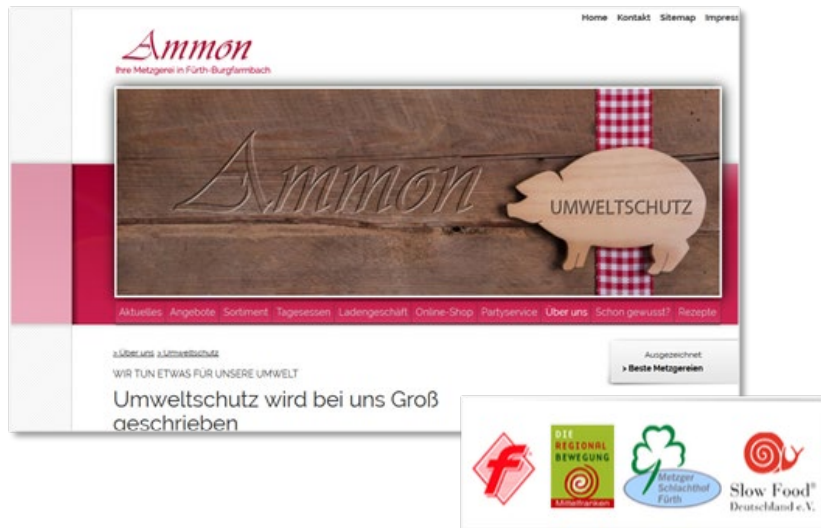 Home Kontakt Sitemap Impress
Ammon
Ihre Metzgerei in Fürth-Burgfarrnbach
Ammon
UMWELTSCHUTZ
Aktuelles Angebote Sortiment Tagesessen Ladengeschäft Online-Shop Partyservice Über uns Schon gewusst? Rezepte
> Über uns > Umweltschutz
Ausgezeichnet:
> Beste Metzgereien
WIR TUN ETWAS FÜR UNSERE UMWELT
Umweltschutz wird bei uns Groß
geschrieben
f
DIE
REGIONAL
BEWEGUNG
Mittelfranken
Metzger
Schlachthof
Fürth
Slow Food®
Deutschland e.V.